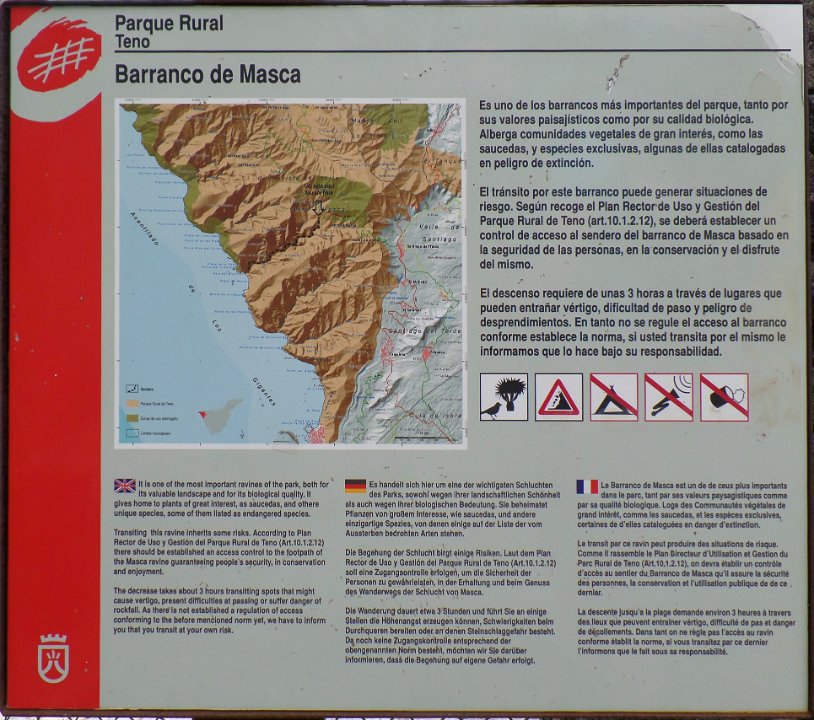 Parque Rural
Teno
Barranco de Masca
Es uno de los barrancos más importantes del parque, tanto por
sus valores paisajísticos como por su calidad biológica.
Alberga comunidades vegetales de gran interés, como las
saucedas, y especies exclusivas, algunas de ellas catalogadas
en peligro de extinción.
El tránsito por este barranco puede generar situaciones de
riesgo. Según recoge el Plan Rector de Uso y Gestión del
Parque Rural de Teno (art.10.1.2.12), se deberá establecer un
control de acceso al sendero del barranco de Masca basado en
la seguridad de las personas, en la conservación y el disfrute
del mismo.
El descenso requiere de unas 3 horas a través de lugares que
pueden entrañar vértigo, dificultad de paso y peligro de
desprendimientos. En tanto no se regule el acceso al barranco
conforme establece la norma, si usted transita por el mismo le
informamos que lo hace bajo su responsabilidad.
Acantilado
de
Los
Gigantes
Valle de
Santiago
Santiago del Teide
Sendero
Parque Rural de Teno
Límites municipales
It is one of the most important ravines of the park, both for
its valuable landscape and for its biological quality. It
gives home to plants of great interest, as saucedas, and othere
unique species, some of them listed as endangered species.
Transiting this ravine inherits some risks. According to Plan
Rector de Uso y Gestión del Parque Rural de Teno (Art.10.1.2.12)
there should be established an access control to the footpath of
the Masca ravine guaranteeing people's security, in conservation
and enjoyment.
The decrease takes about 3 hours transiting spots that might
cause vertigo, present difficulties at passing or suffer danger of
rockfall. As there is not established a regulation of access
conforming to the before mencioned norm yet, we have to inform
you that you transit at your own risk.
Es handelt sich hier um eine der wichtigsten Schluchten
des Parks, sowohl wegen ihrer landschaftlichen Schönheit
als auch wegen ihrer biologischen Bedeutung. Sie beheimatet
Pflanzen von großem Interesse, wie saucedas, und andere
einzigartige Spezies, von denen einige auf der Liste der vom
Aussterben bedrohten Arten stehen.
Die Begehung der Schlucht birgt einige Risiken. Laut dem Plan
Rector de Uso y Gestión del Parque Rural de Teno (Art.10.1.2.12)
soll eine Zugangskontrolle erfolgen, um die Sicherheit der
Personen zu gewährleisten, in der Erhaltung und beim Genuss
des Wanderwegs der Schlucht von Masca.
Die Wanderung dauert etwa 3 Stunden und führt Sie an einige
Stellen die Höhenangst erzeugen können, Schwierigkeiten beim
Durchqueren bereiten oder an denen Steinschlaggefahr besteht.
Da noch keine Zugangskontrolle entsprechend der
obengenannten Norm besteht, möchten wir Sie darüber
informieren, dass die Begehung auf eigene Gefahr erfolgt.
Le Barranco de Masca est un de de ceux plus importants
dans le parc, tant par ses valeurs paysagistiques comme
par sa qualité biologique. Loge des Communautés végétales de
grand intérêt, comme les saucedas, et les espèces exclusives,
certaines de d'elles cataloguées en danger d'extinction.
Le transit par ce ravin peut produire des situations de risque.
Comme il rassemble le Plan Directeur d'Utilisation et Gestion du
Parc Rural de Teno (Art.10.1.2.12), on devra établir un contrôle
d'accès au sentier du Barranco de Masca qu'il assure la sécurité
des personnes, la conservation et l'utilisation publique de de ce
dernier.
La descente jusqu'a la plage demande environ 3 heures à travers
des lieux que peuvent entraîner vértigo, difficulté de pas et danger
de décollements. Dans tant on ne règle pas l'accès au ravin
conforme établit la norme, si vous transitez par ce dernier
l'informons que le fait sous sa responsabilité.